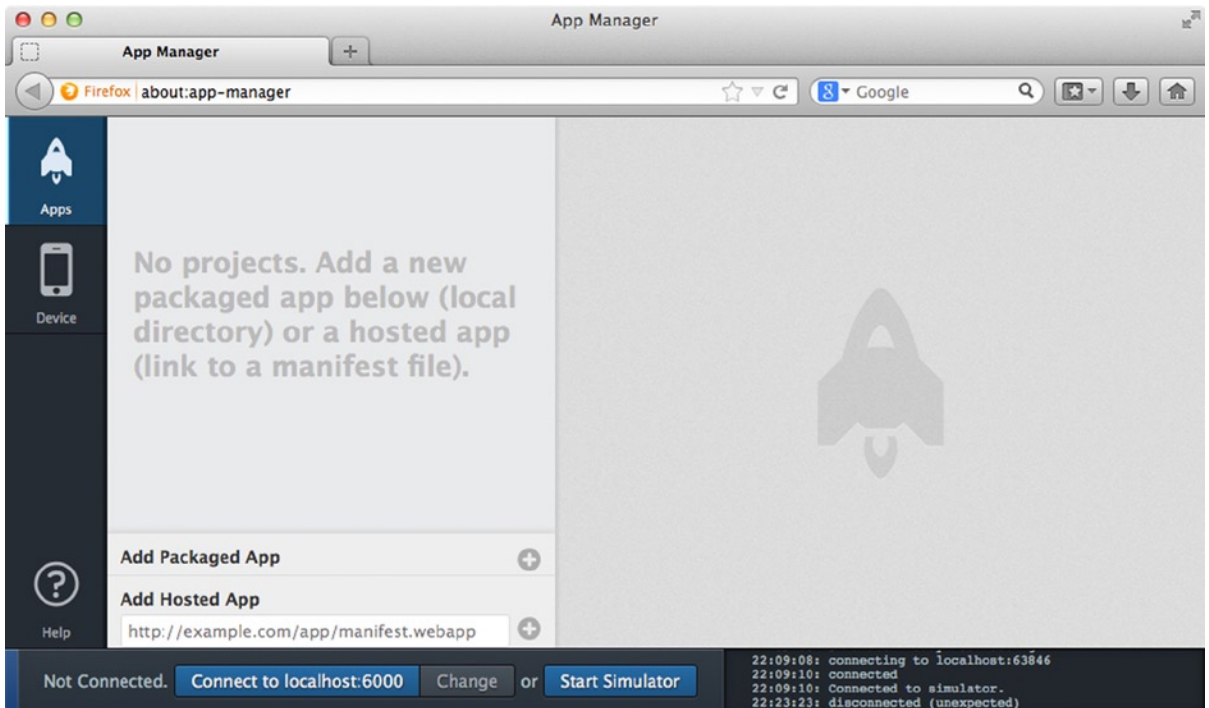 App Manager
App Manager
Firefox about:app-manager
Google
Apps
Device
No projects. Add a new
packaged app below (local
directory) or a hosted app
(link to a manifest file).
Add Packaged App
Add Hosted App
http://example.com/app/manifest.webapp
Help
Not Connected. Connect to localhost:6000 Change or Start Simulator
22:09:08: connecting to localhost:63846
22:09:10: connected
22:09:10: Connected to simulator.
22:23:23: disconnected (unexpected)